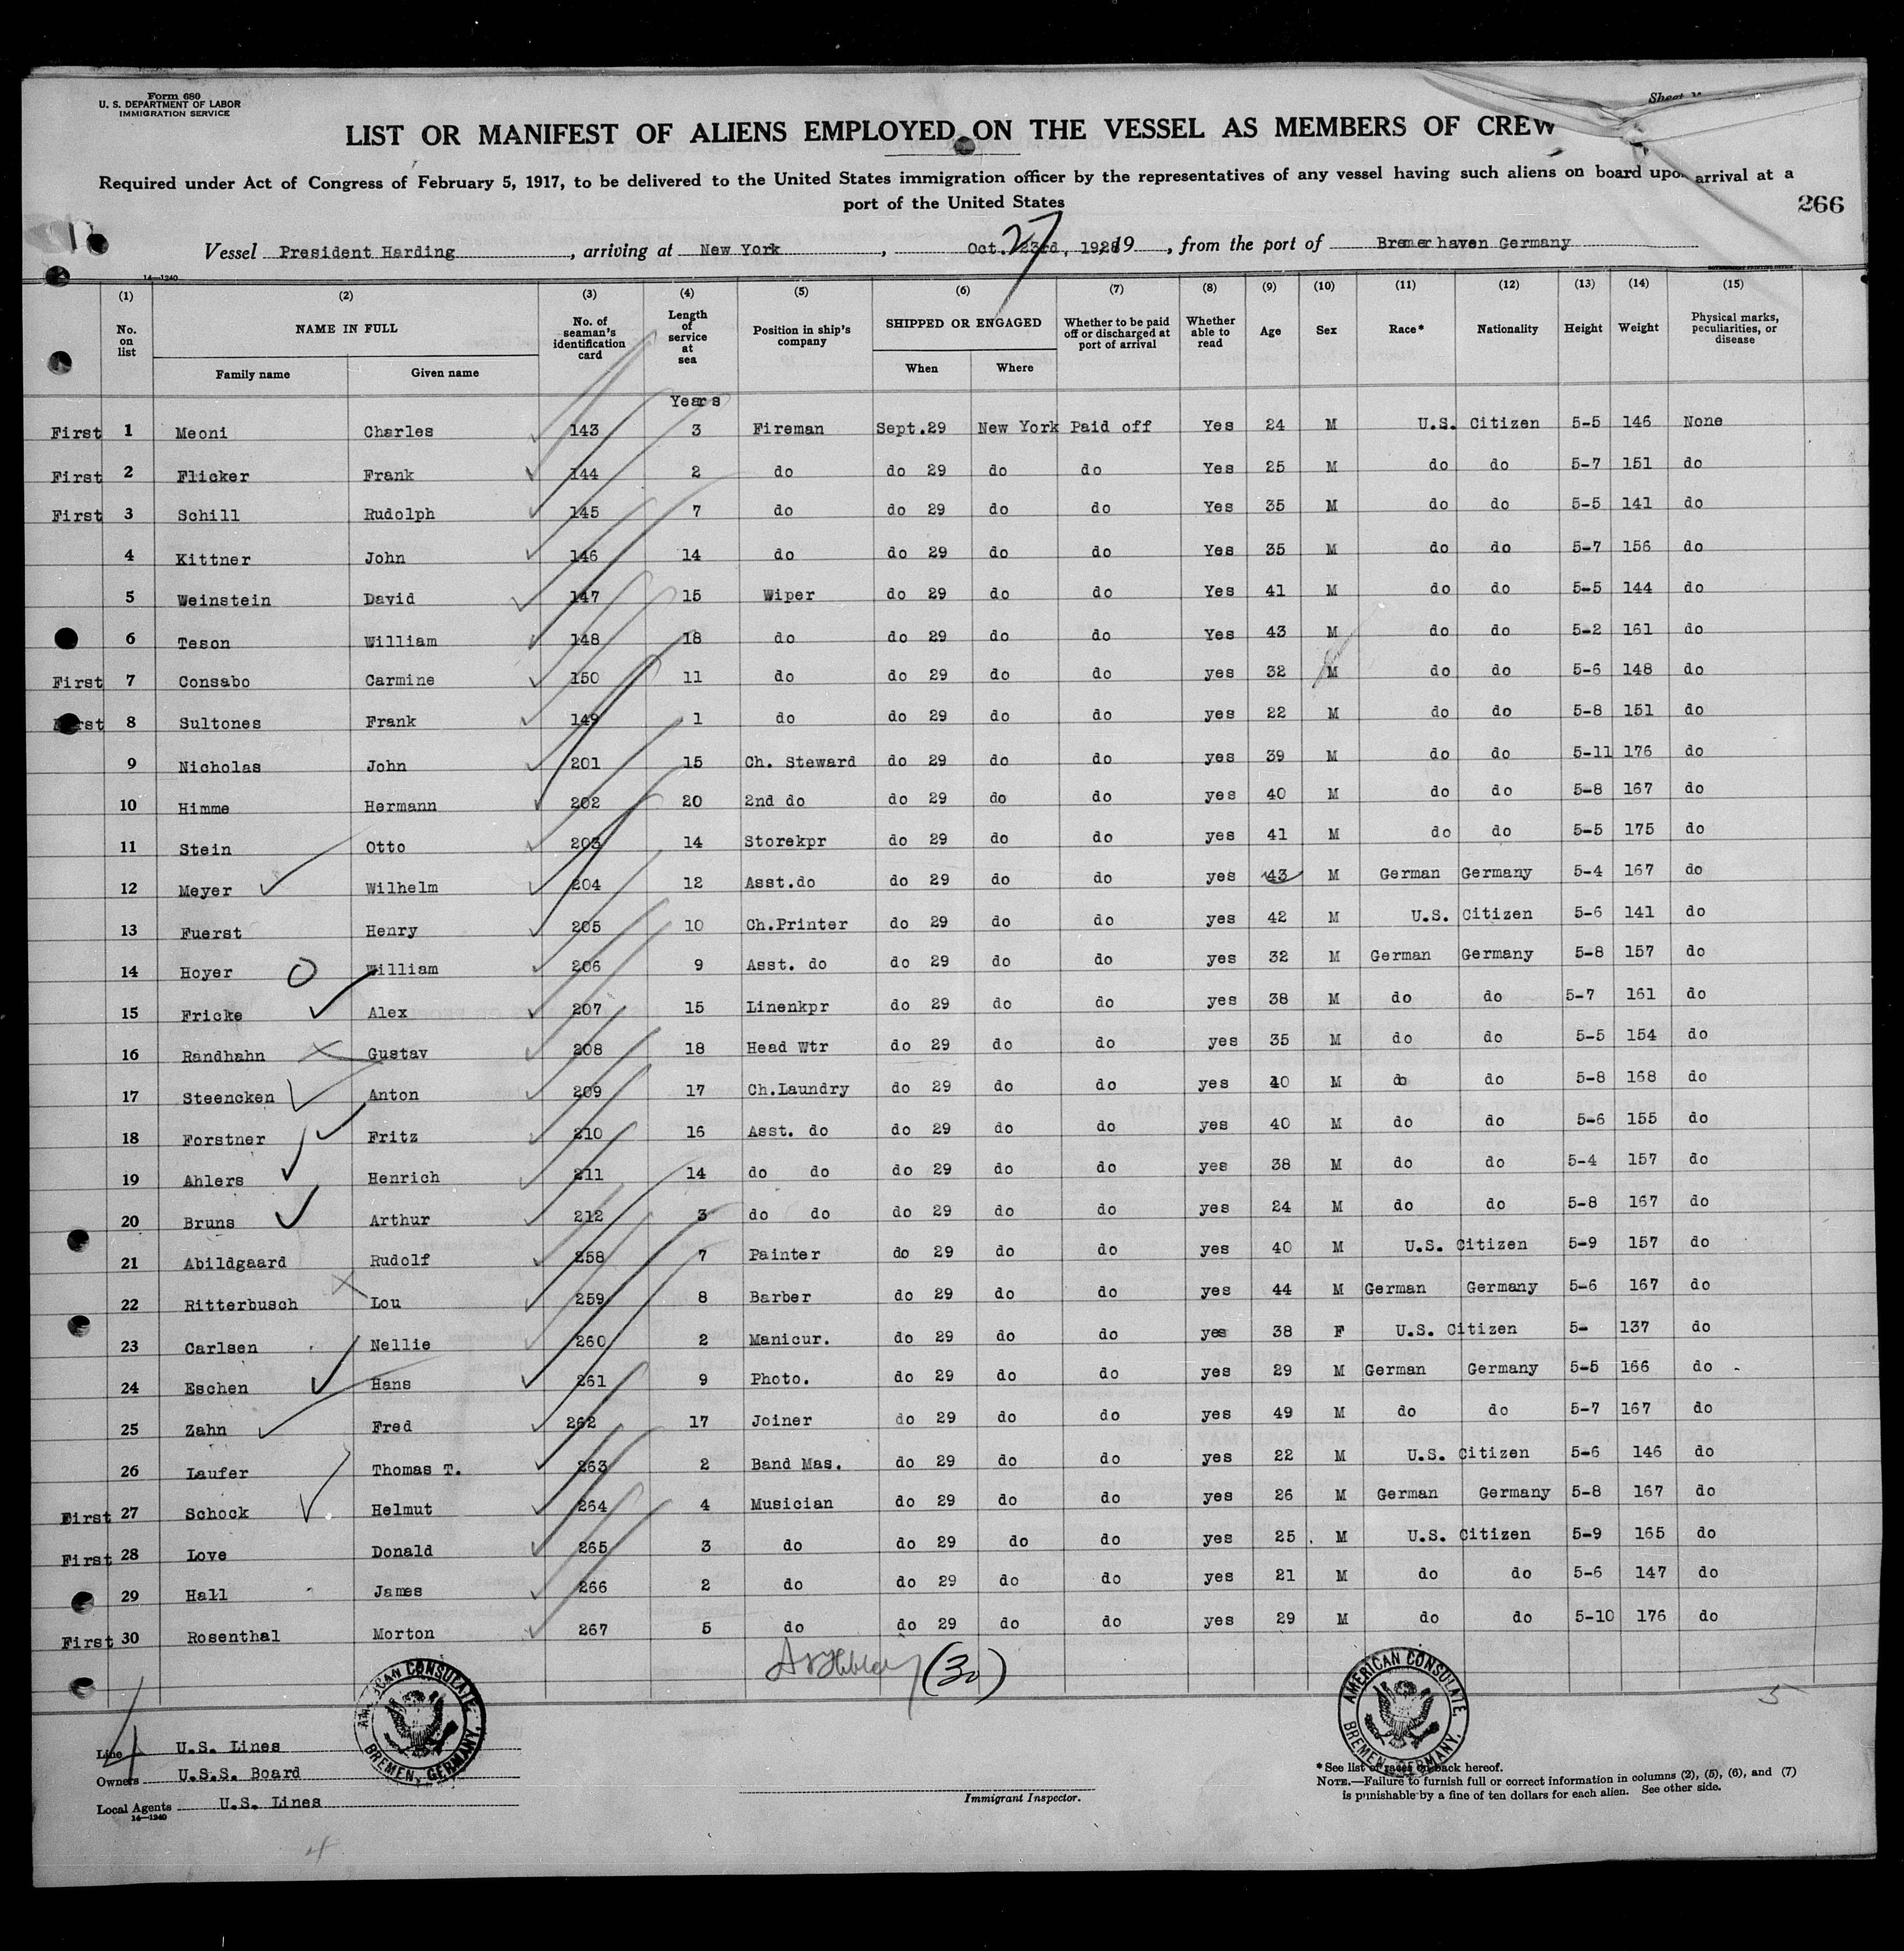 Form 680
U. S. DEPARTMENT OF LABOR
IMMIGRATION SERVICE
LIST OR MANIFEST OF ALIENS EMPLOYED ON THE VESSEL AS MEMBERS OF CREW
Required under Act of Congress of February 5, 1917, to be delivered to the United States immigration officer by the representatives of any vessel having such aliens on board upon arrival at a
port of the United States
266
Vessel President Harding, arriving at New York, Oct. 23rd, 1928 27 19, from the port of Bremerhaven Germany
14—1240
(1) (2) (3) (4) (5) (6) (7) (8) (9) (10) (11) (12) (13) (14) (15)
No. on list NAME IN FULL Family name Given name No. of seaman's identification card Length of service at sea Position in ship's company SHIPPED OR ENGAGED When Where Whether to be paid off or discharged at port of arrival Whether able to read Age Sex Race* Nationality Height Weight Physical marks, peculiarities, or disease
Years
First 1 Meoni Charles 143 3 Fireman Sept.29 New York Paid off Yes 24 M U.S. Citizen 5-5 146 None
First 2 Flicker Frank 144 2 do do 29 do do Yes 25 M do do 5-7 151 do
First 3 Schill Rudolph 145 7 do do 29 do do Yes 35 M do do 5-5 141 do
4 Kittner John 146 14 do do 29 do do Yes 35 M do do 5-7 156 do
5 Weinstein David 147 15 Wiper do 29 do do Yes 41 M do do 5-5 144 do
6 Teson William 148 18 do do 29 do do Yes 43 M do do 5-2 161 do
First 7 Consabo Carmine 150 11 do do 29 do do yes 32 M do do 5-6 148 do
First 8 Sultones Frank 149 1 do do 29 do do yes 22 M do do 5-8 151 do
9 Nicholas John 201 15 Ch. Steward do 29 do do yes 39 M do do 5-11 176 do
10 Himme Hermann 202 20 2nd do do 29 do do yes 40 M do do 5-8 167 do
11 Stein Otto 203 14 Storekpr do 29 do do yes 41 M do do 5-5 175 do
12 Meyer Wilhelm 204 12 Asst.do do 29 do do yes 43 M German Germany 5-4 167 do
13 Fuerst Henry 205 10 Ch.Printer do 29 do do yes 42 M U.S. Citizen 5-6 141 do
14 Hoyer William 206 9 Asst. do do 29 do do yes 32 M German Germany 5-8 157 do
15 Fricke Alex 207 15 Linenkpr do 29 do do yes 38 M do do 5-7 161 do
16 Randhahn Gustav 208 18 Head Wtr do 29 do do yes 35 M do do 5-5 154 do
17 Steencken Anton 209 17 Ch.Laundry do 29 do do yes 40 M do do 5-8 168 do
18 Forstner Fritz 210 16 Asst. do do 29 do do yes 40 M do do 5-6 155 do
19 Ahlers Henrich 211 14 do do do 29 do do yes 38 M do do 5-4 157 do
20 Bruns Arthur 212 3 do do do 29 do do yes 24 M do do 5-8 167 do
21 Abildgaard Rudolf 258 7 Painter do 29 do do yes 40 M U.S. Citizen 5-9 157 do
22 Ritterbusch Lou 259 8 Barber do 29 do do yes 44 M German Germany 5-6 167 do
23 Carlsen Nellie 260 2 Manicur. do 29 do do yes 38 F U.S. Citizen 5- 137 do
24 Eschen Hans 261 9 Photo. do 29 do do yes 29 M German Germany 5-5 166 do
25 Zahn Fred 262 17 Joiner do 29 do do yes 49 M do do 5-7 167 do
26 Laufer Thomas T. 263 2 Band Mas. do 29 do do yes 22 M U.S. Citizen 5-6 146 do
First 27 Schock Helmut 264 4 Musician do 29 do do yes 26 M German Germany 5-8 167 do
First 28 Love Donald 265 3 do do 29 do do yes 25 M U.S. Citizen 5-9 165 do
29 Hall James 266 2 do do 29 do do yes 21 M do do 5-6 147 do
First 30 Rosenthal Morton 267 5 do do 29 do do yes 29 M do do 5-10 176 do
(30)
AMERICAN CONSULATE, BREMEN, GERMANY.
AMERICAN CONSULATE, BREMEN, GERMANY.
Line U.S. Lines
Owners U.S.S. Board
Local Agents U.S. Lines
14—1240
Immigrant Inspector.
*See list of races on back hereof.
NOTE.—Failure to furnish full or correct information in columns (2), (5), (6), and (7)
is punishable by a fine of ten dollars for each alien. See other side.
4